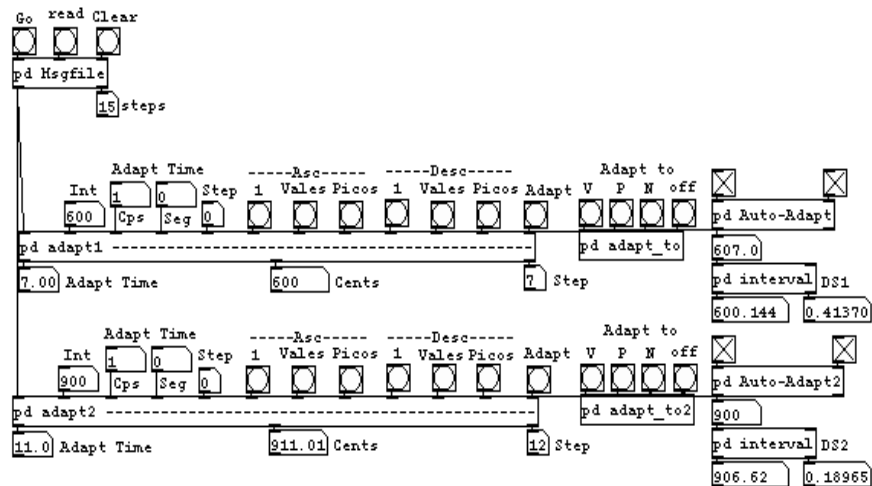 Go read Clear
pd Msgfile
15 steps
Adapt Time -----Asc----- -----Desc------ Adapt to
Int 1 0 Step 1 Vales Picos 1 Vales Picos Adapt V P N off
600 Cps Seg 0 pd Auto-Adapt
pd adapt1 --------------------------------------------- pd adapt_to 607.0
7.00 Adapt Time 600 Cents 7 Step pd interval DS1
600.144 0.41370
Adapt Time -----Asc----- -----Desc------ Adapt to
Int 1 0 Step 1 Vales Picos 1 Vales Picos Adapt V P N off
900 Cps Seg 0 pd Auto-Adapt2
pd adapt2 --------------------------------------------- pd adapt_to2 900
11.0 Adapt Time 911.01 Cents 12 Step pd interval DS2
906.62 0.18965